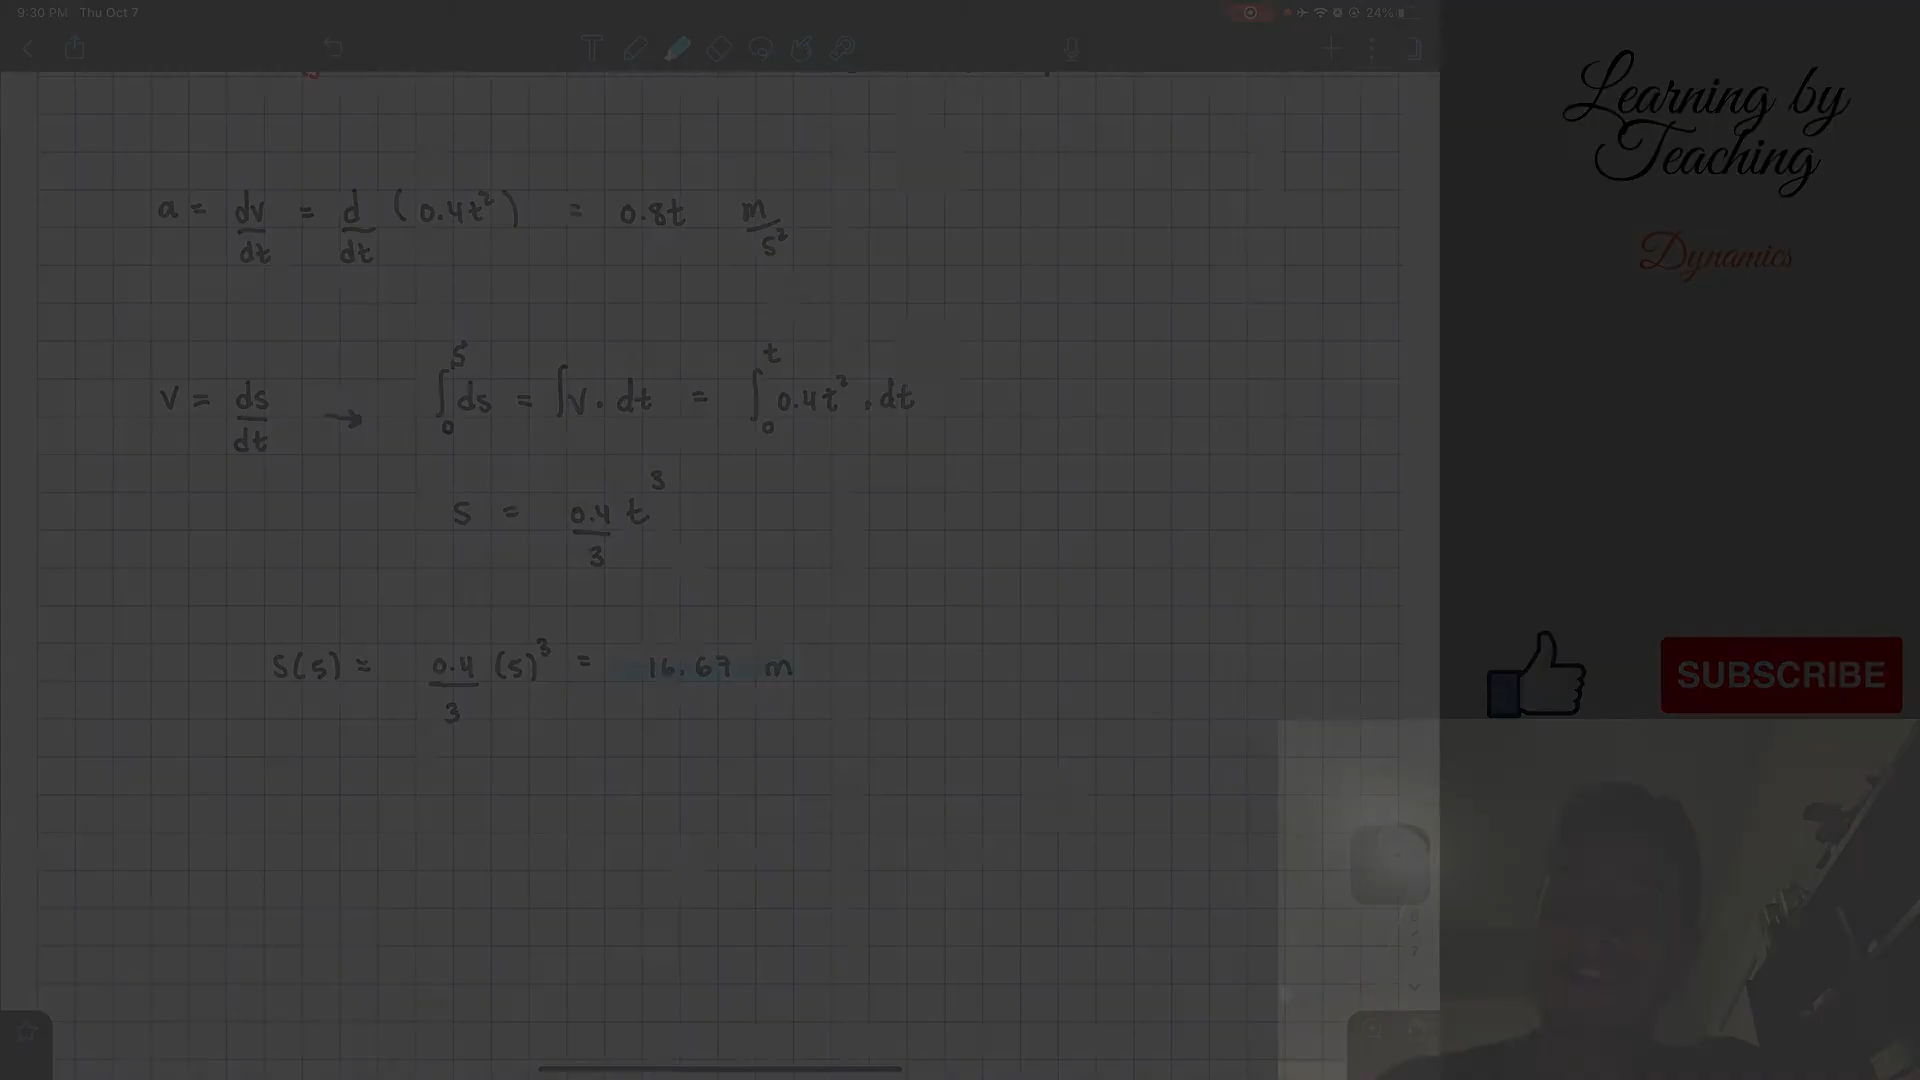 9:30 PM Thu Oct 7
24%
Learning by
Teaching
Dynamics
a = dv/dt = d/dt (0.4t²) = 0.8t m/s²
v = ds/dt → ∫₀ˢ ds = ∫v · dt = ∫₀ᵗ 0.4t² · dt
s = 0.4/3 t³
s(5) = 0.4/3 (5)³ = 16.67 m
SUBSCRIBE